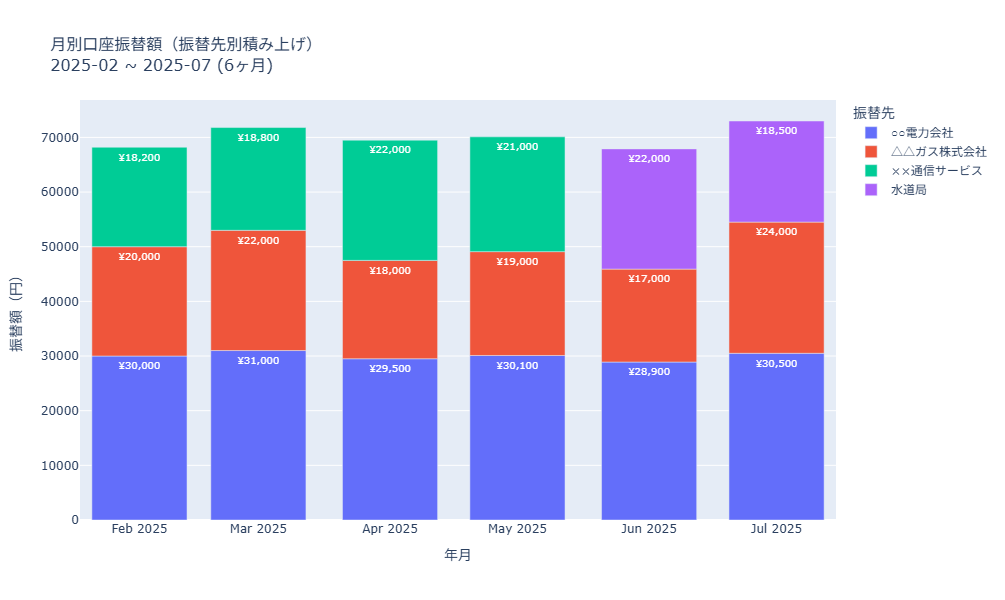 月別口座振替額（振替先別積み上げ）
2025-02 ~ 2025-07 (6ヶ月)
振替先
○○電力会社
△△ガス株式会社
××通信サービス
水道局
振替額（円）
70000
60000
50000
40000
30000
20000
10000
0
¥18,200
¥20,000
¥30,000
¥18,800
¥22,000
¥31,000
¥22,000
¥18,000
¥29,500
¥21,000
¥19,000
¥30,100
¥22,000
¥17,000
¥28,900
¥18,500
¥24,000
¥30,500
Feb 2025
Mar 2025
Apr 2025
May 2025
Jun 2025
Jul 2025
年月